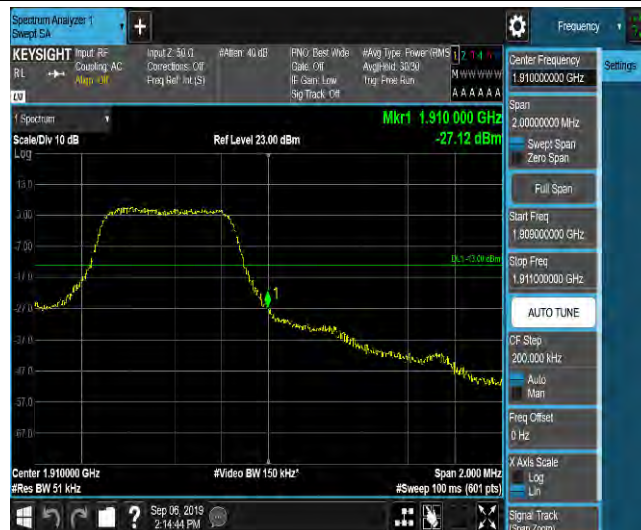 Spectrum Analyzer 1
Swept SA
Frequency
KEYSIGHT
RL
Input: RF
Coupling: AC
Align: Off
Input Z: 50 Ω
Corrections: Off
Freq Ref: Int (S)
#Atten: 40 dB
PNO: Best Wide
Gate: Off
IF Gain: Low
Sig Track: Off
#Avg Type: Power (RMS
Avg|Hold: 30/30
Trig: Free Run
M W W W W W
A A A A A A
Center Frequency
1.910000000 GHz
Settings
Span
2.00000000 MHz
Swept Span
Zero Span
Full Span
Start Freq
1.909000000 GHz
Stop Freq
1.911000000 GHz
AUTO TUNE
CF Step
200.000 kHz
Auto
Man
Freq Offset
0 Hz
X Axis Scale
Log
Lin
Signal Track
(Span Zoom)
1 Spectrum
Scale/Div 10 dB
Log
Ref Level 23.00 dBm
Mkr1 1.910 000 GHz
-27.12 dBm
13.0
3.00
-7.00
DL1 -13.00 dBm
-17.0
1
-27.0
-37.0
-47.0
-57.0
-67.0
Center 1.910000 GHz
#Video BW 150 kHz*
Span 2.000 MHz
#Res BW 51 kHz
#Sweep 100 ms (601 pts)
Sep 06, 2019
2:14:44 PM